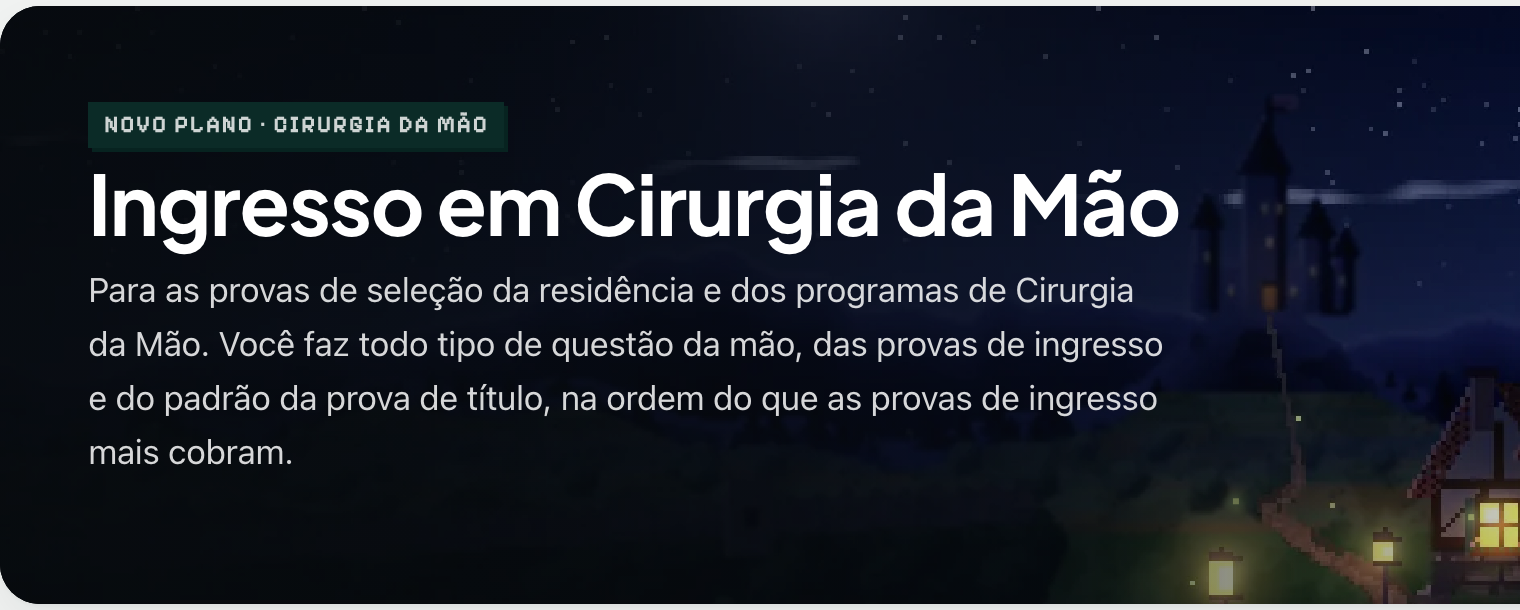 NOVO PLANO · CIRURGIA DA MÃO
Ingresso em Cirurgia da Mão
Para as provas de seleção da residência e dos programas de Cirurgia
da Mão. Você faz todo tipo de questão da mão, das provas de ingresso
e do padrão da prova de título, na ordem do que as provas de ingresso
mais cobram.